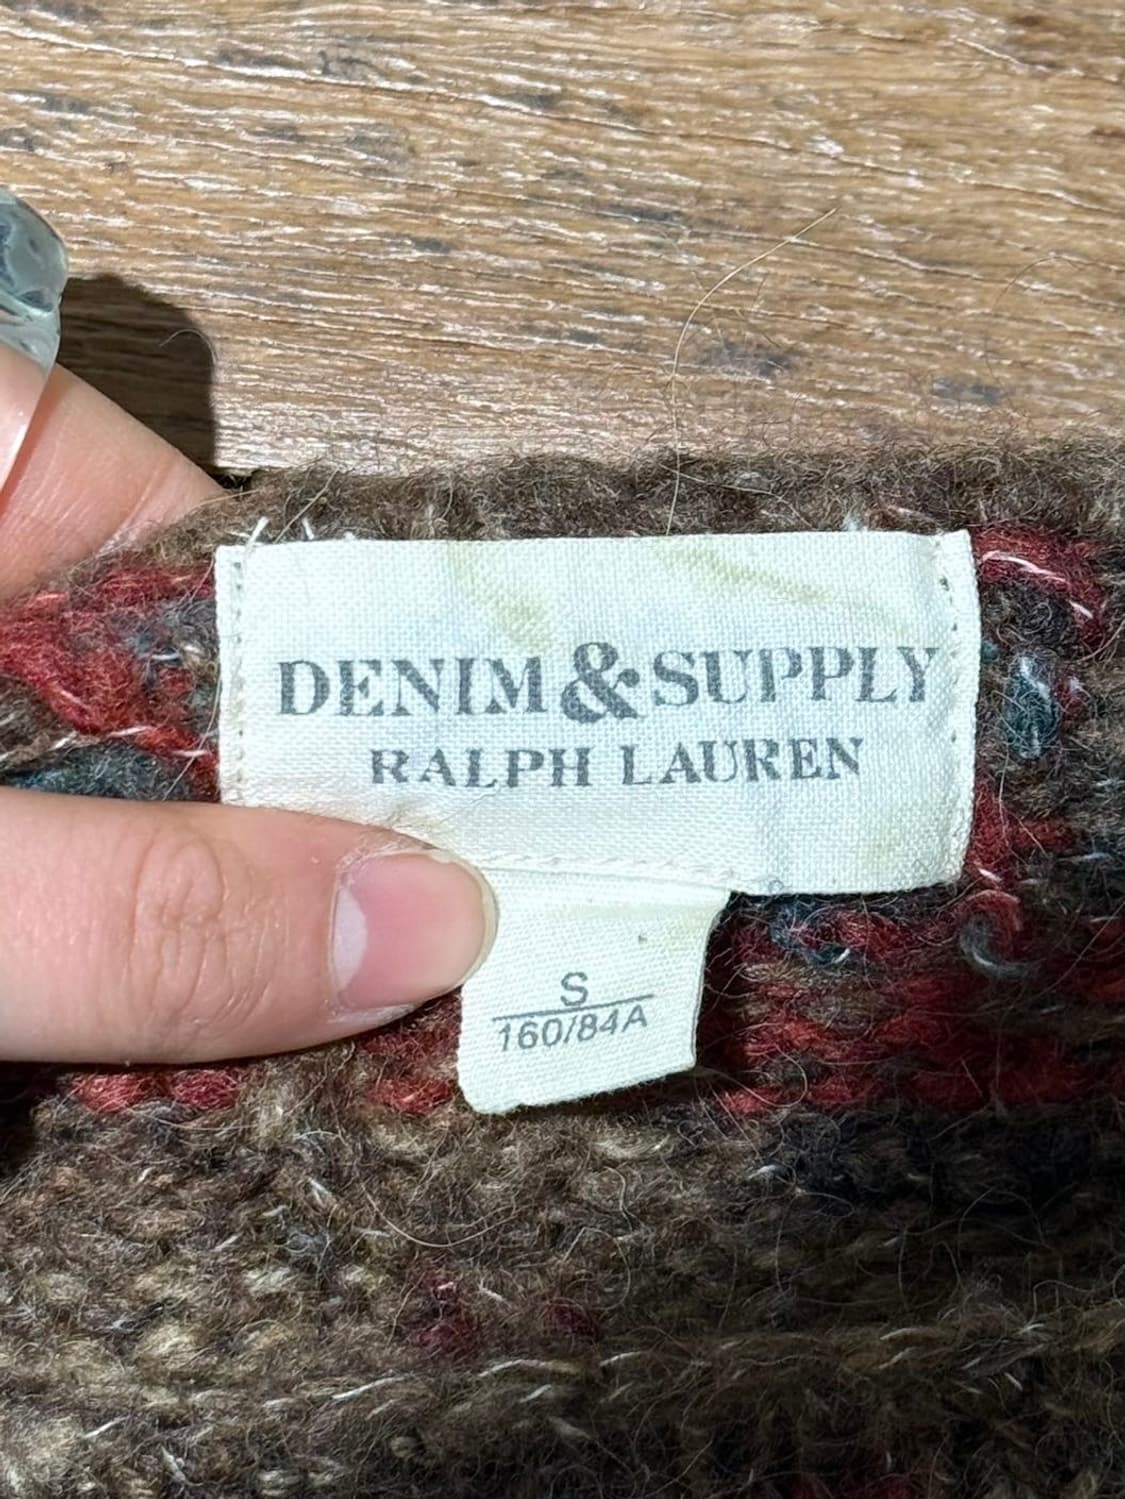 DENIM & SUPPLY
RALPH LAUREN
S
160/84A